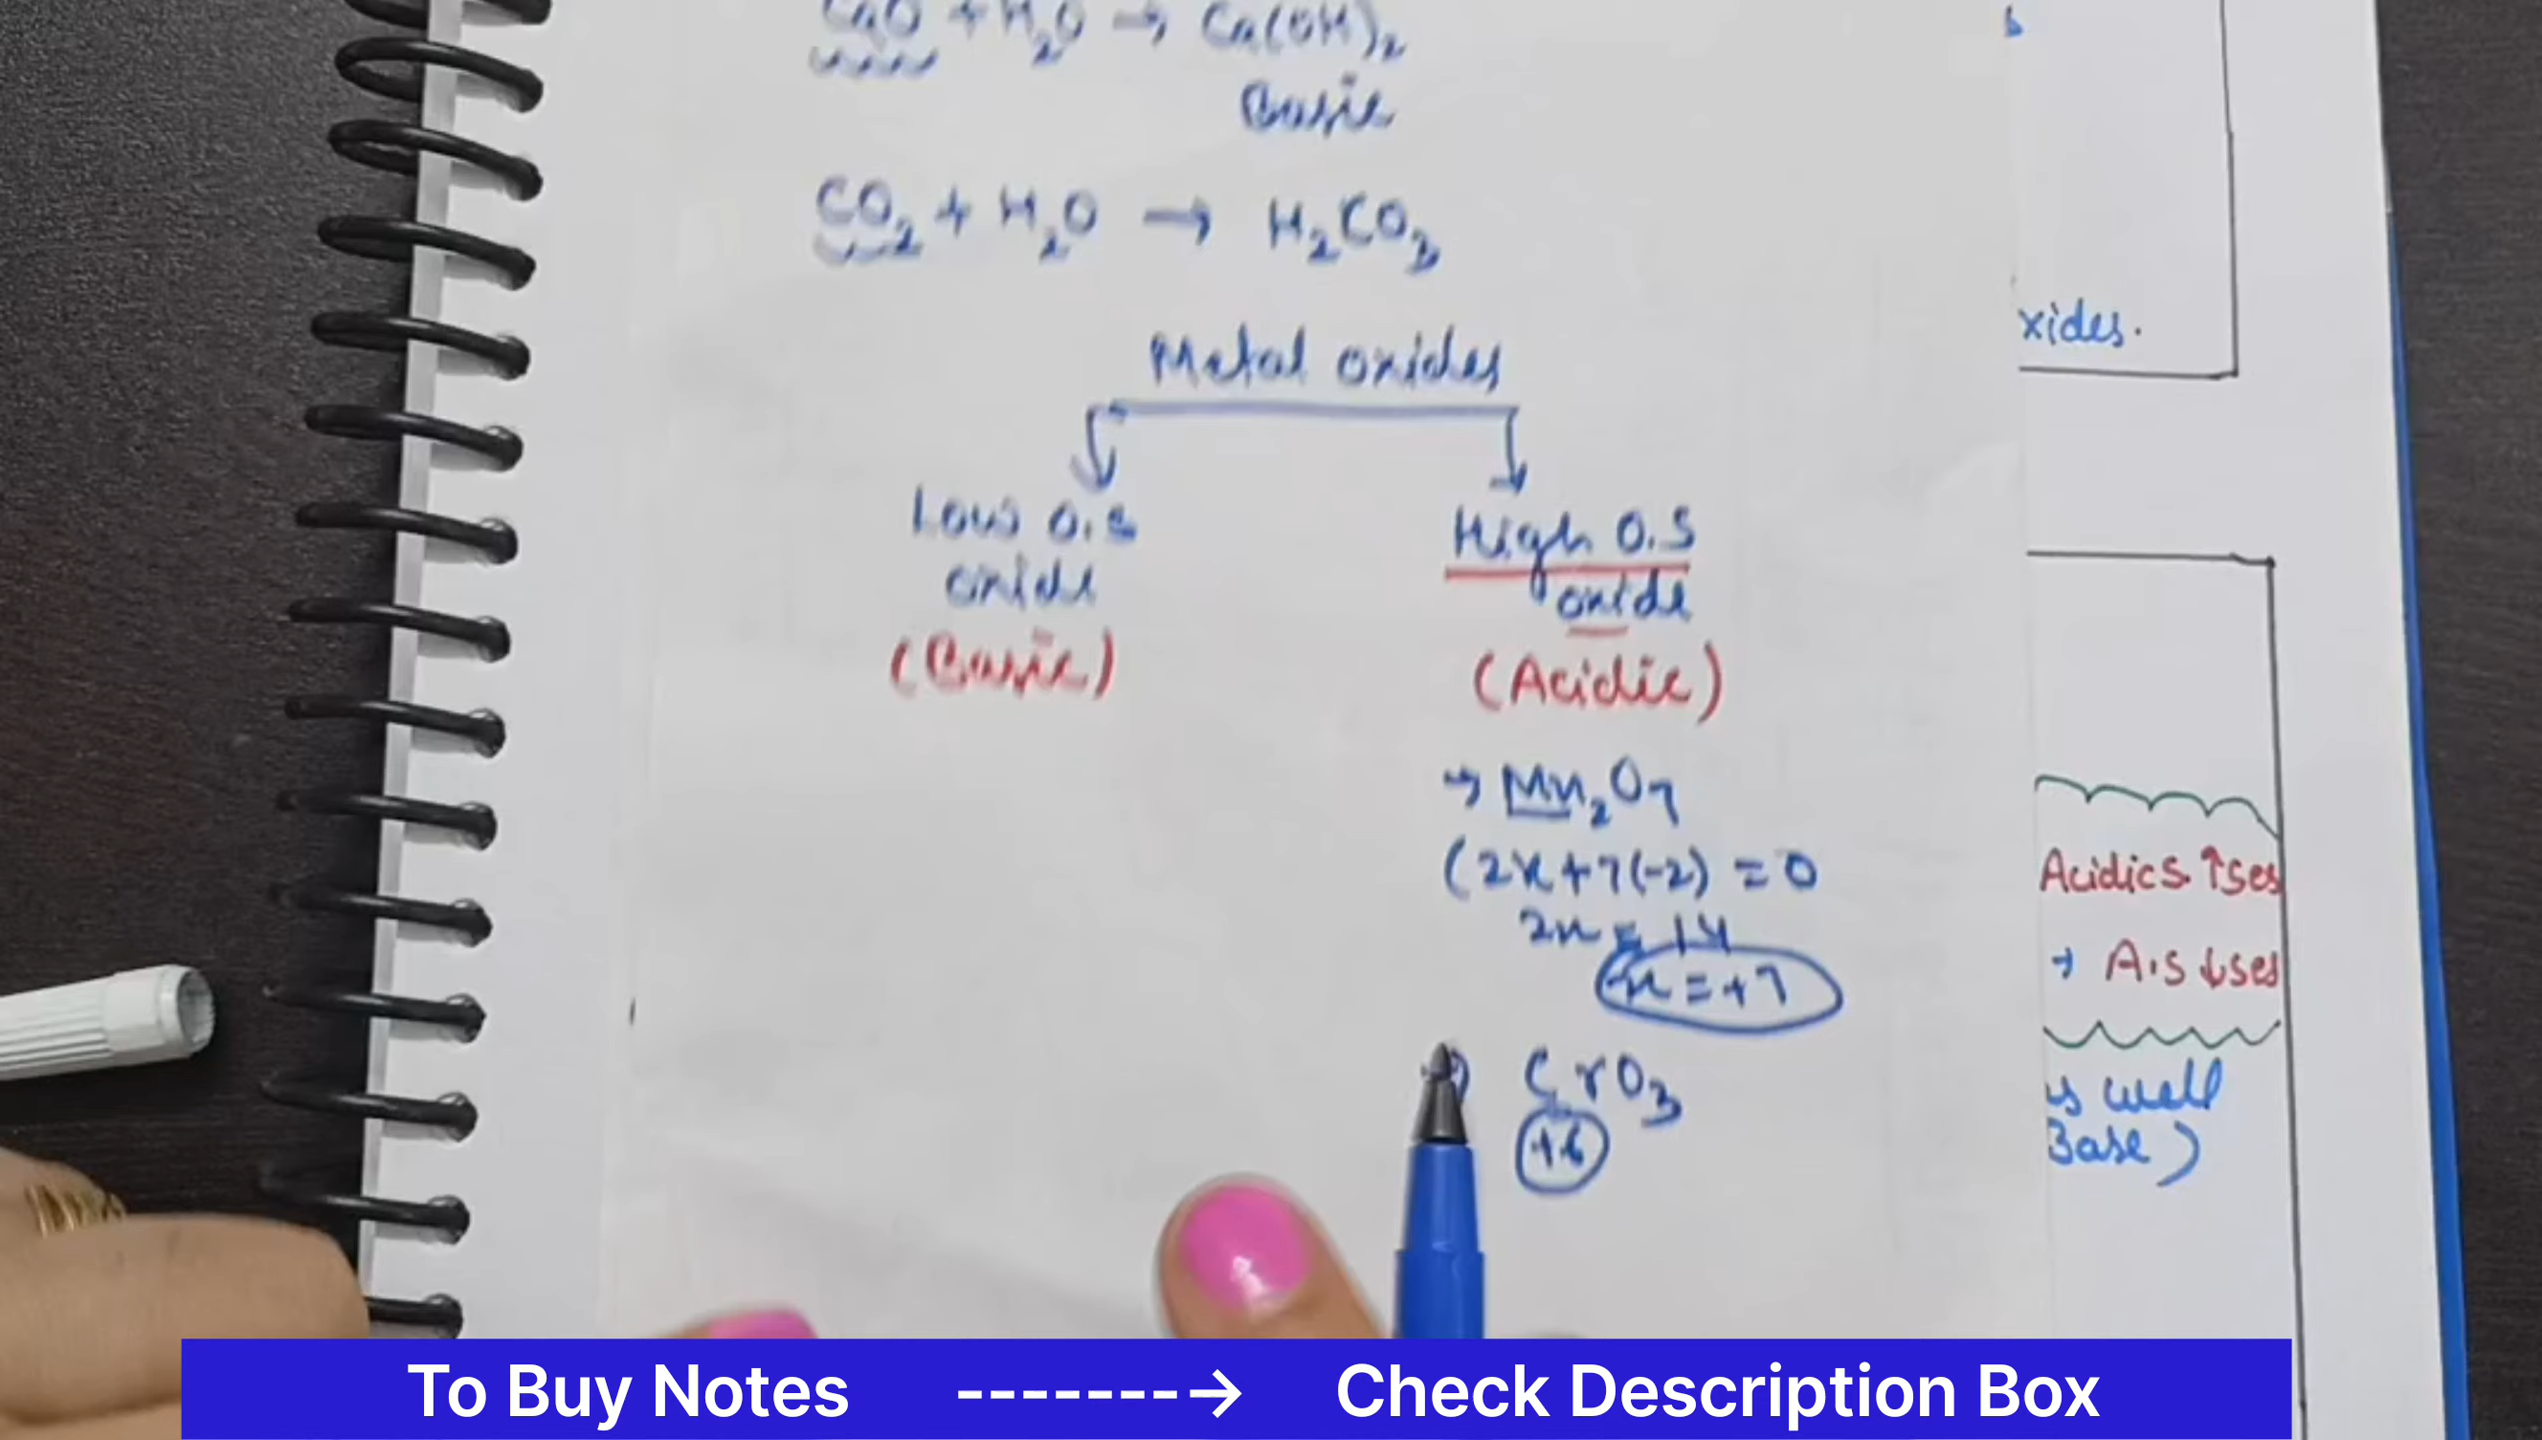 CaO + H₂O → Ca(OH)₂
Basic
CO₂ + H₂O → H₂CO₃
Metal oxides
Low O.S
oxide
(Basic)
High O.S
oxide
(Acidic)
→ Mn₂O₇
(2x+7(-2) = 0
2x = 14
x = +7
CrO₃
+6
xides.
Acidics ↑ses
→ A.s ↓ses
s well
Base)
To Buy Notes -------→ Check Description Box